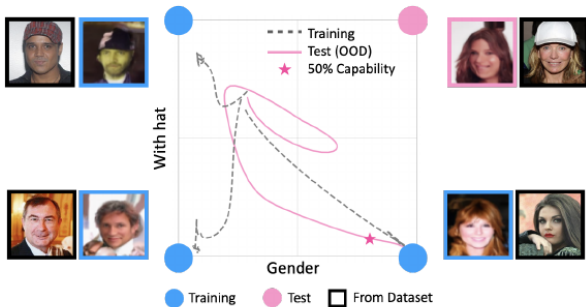 Training
Test (OOD)
50% Capability
With hat
Gender
Training
Test
From Dataset